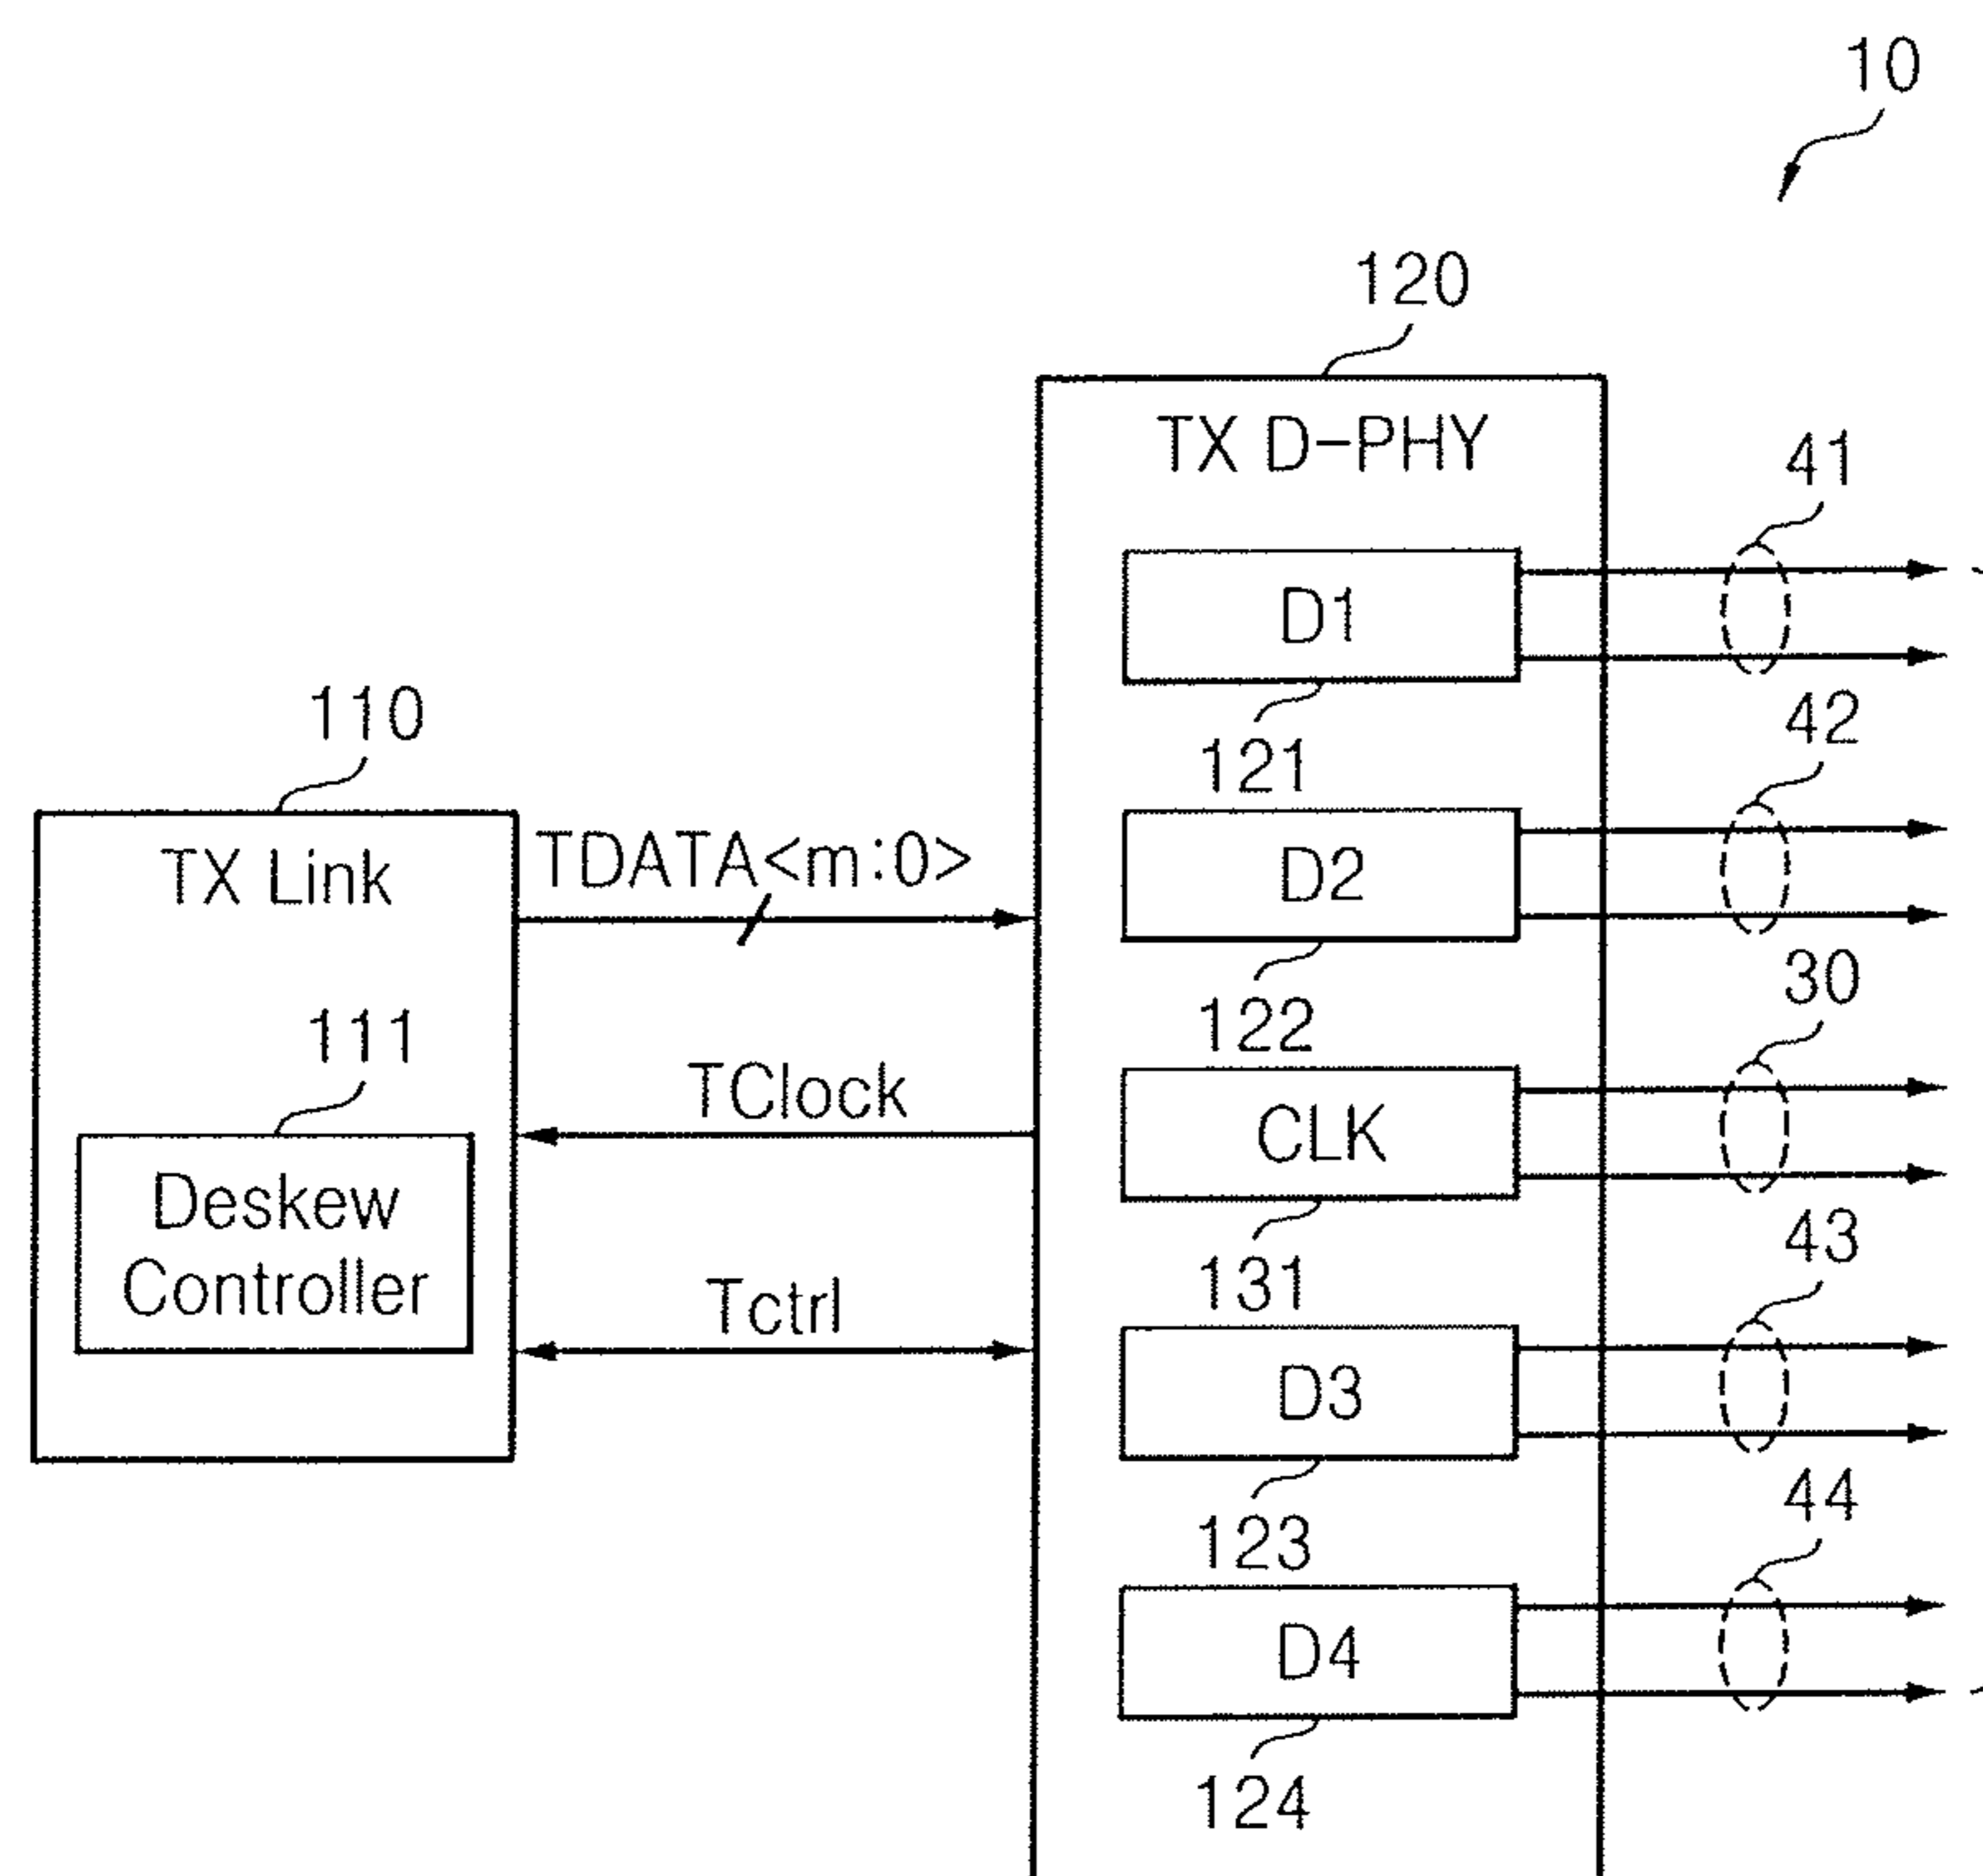 10
120
TX D-PHY
41
D1
121
42
110
TX Link
TDATA<m:0>
D2
122
30
111
TClock
CLK
Deskew
Controller
131
43
Tctrl
D3
123
44
D4
124